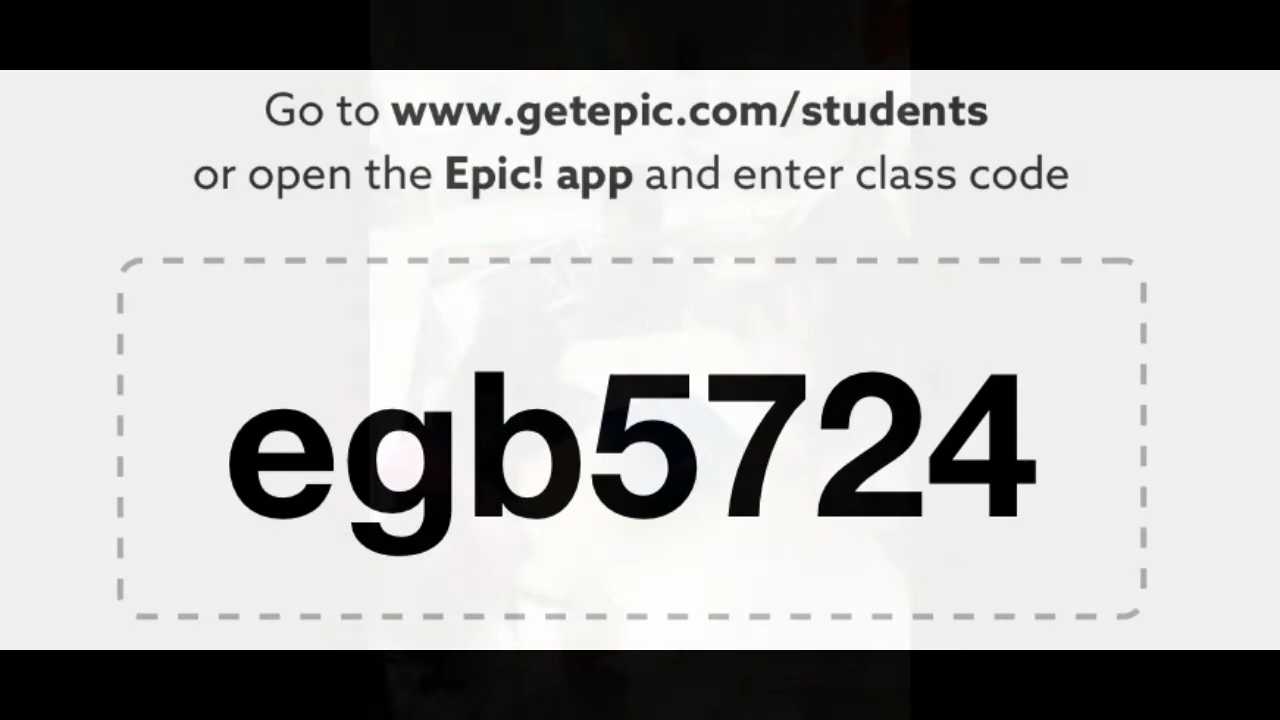 Go to www.getepic.com/students
or open the Epic! app and enter class code
egb5724